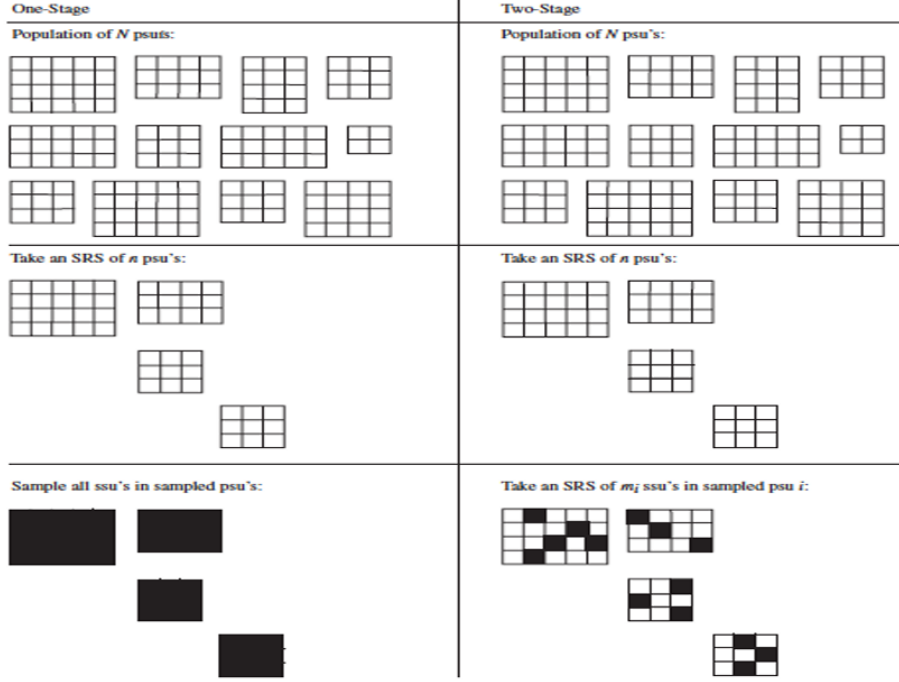 One-Stage
Population of N psuts:
Take an SRS of n psu's:
Sample all ssu's in sampled psu's:
Two-Stage
Population of N psu's:
Take an SRS of n psu's:
Take an SRS of mᵢ ssu's in sampled psu i: